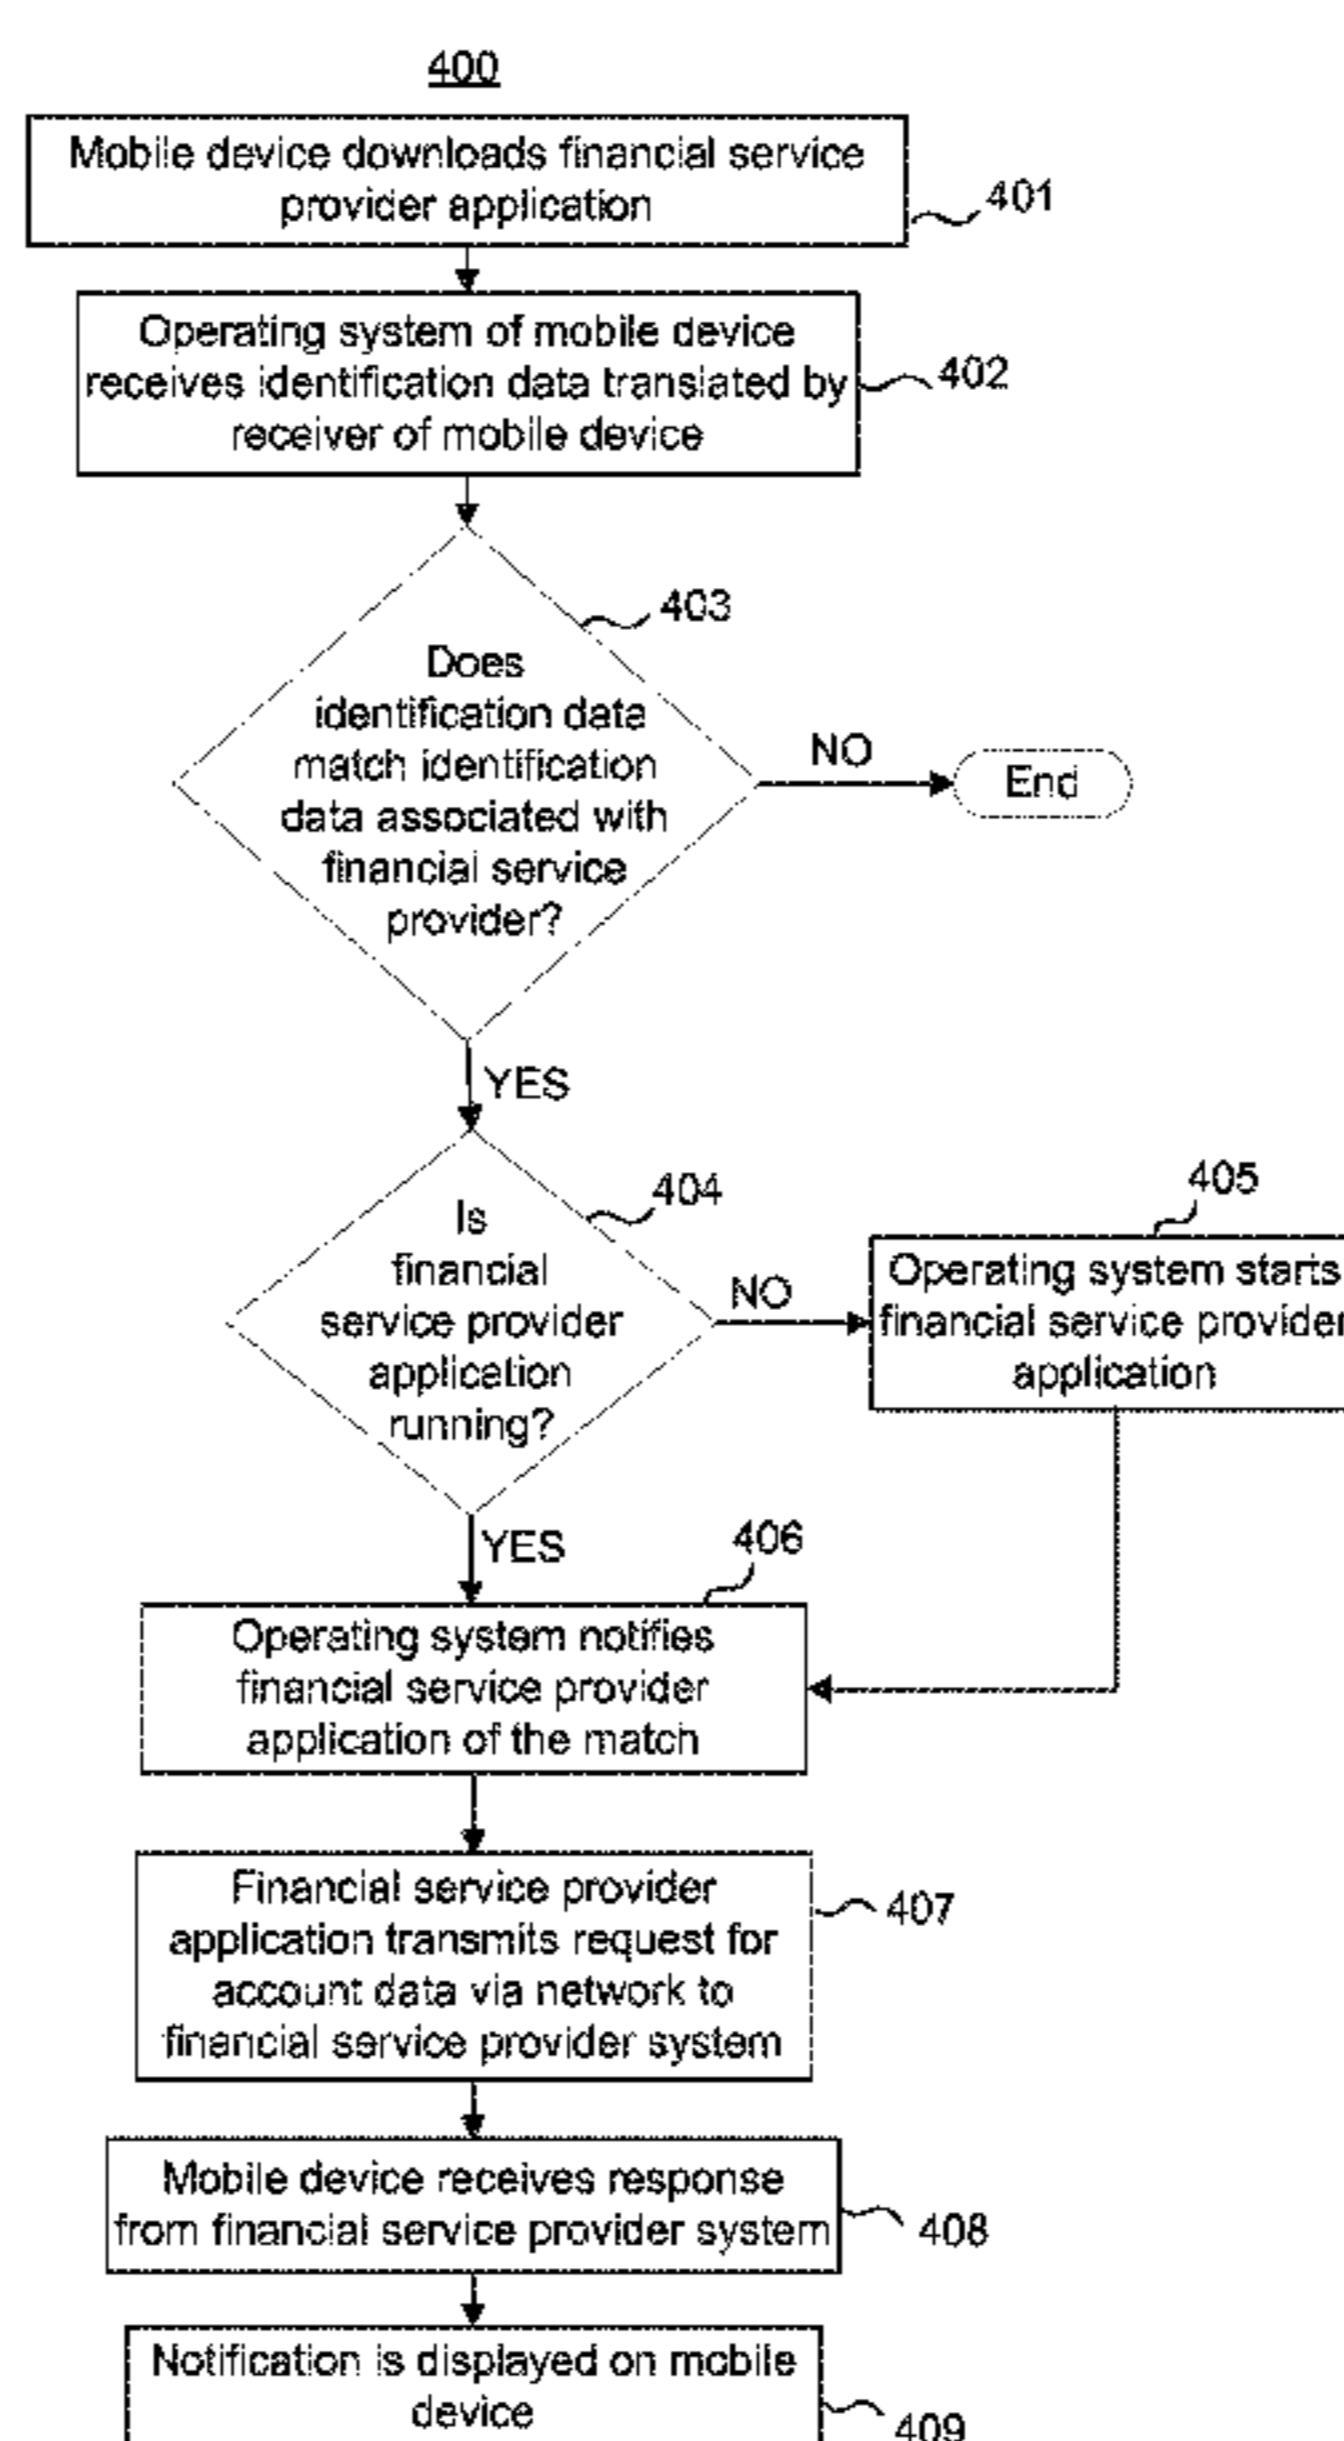 400
Mobile device downloads financial service
provider application
401
Operating system of mobile device
receives identification data translated by
receiver of mobile device
402
403
Does
identification data
match identification
data associated with
financial service
provider?
NO
End
YES
404
Is
financial
service provider
application
running?
NO
405
Operating system starts
financial service provider
application
YES
406
Operating system notifies
financial service provider
application of the match
Financial service provider
application transmits request for
account data via network to
financial service provider system
407
Mobile device receives response
from financial service provider system
408
Notification is displayed on mobile
device
409